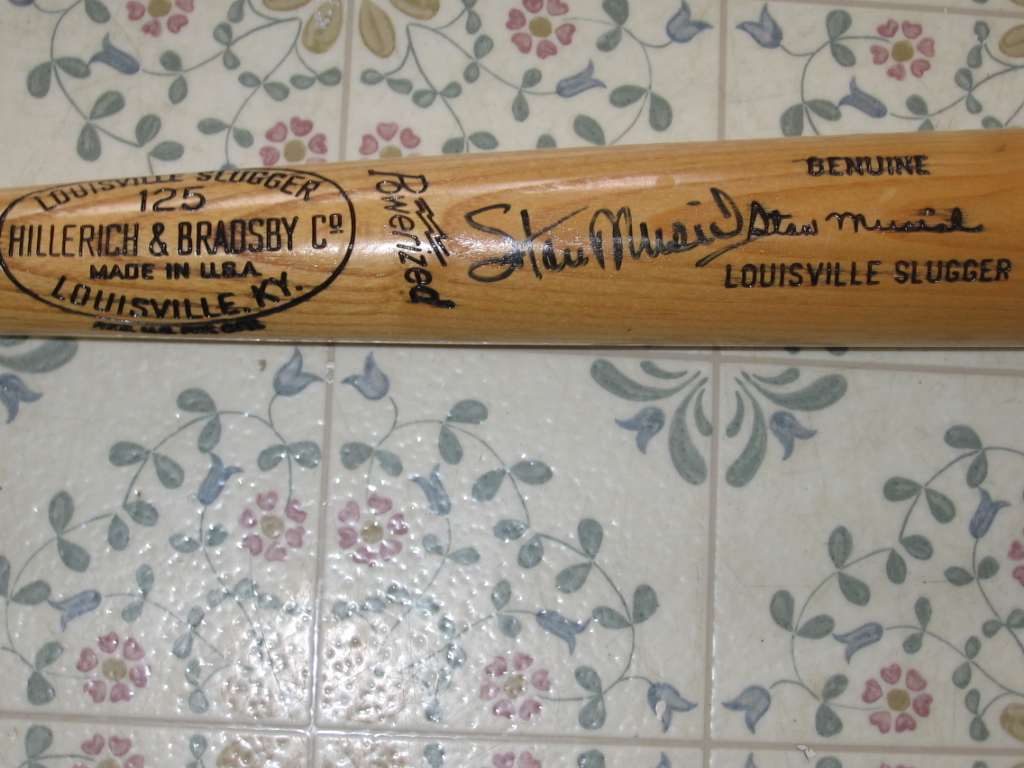 LOUISVILLE SLUGGER
125
HILLERICH & BRADSBY Cº
MADE IN U.S.A.
LOUISVILLE, KY.
Powerized
Stan Musial
GENUINE
Stan Musial
LOUISVILLE SLUGGER